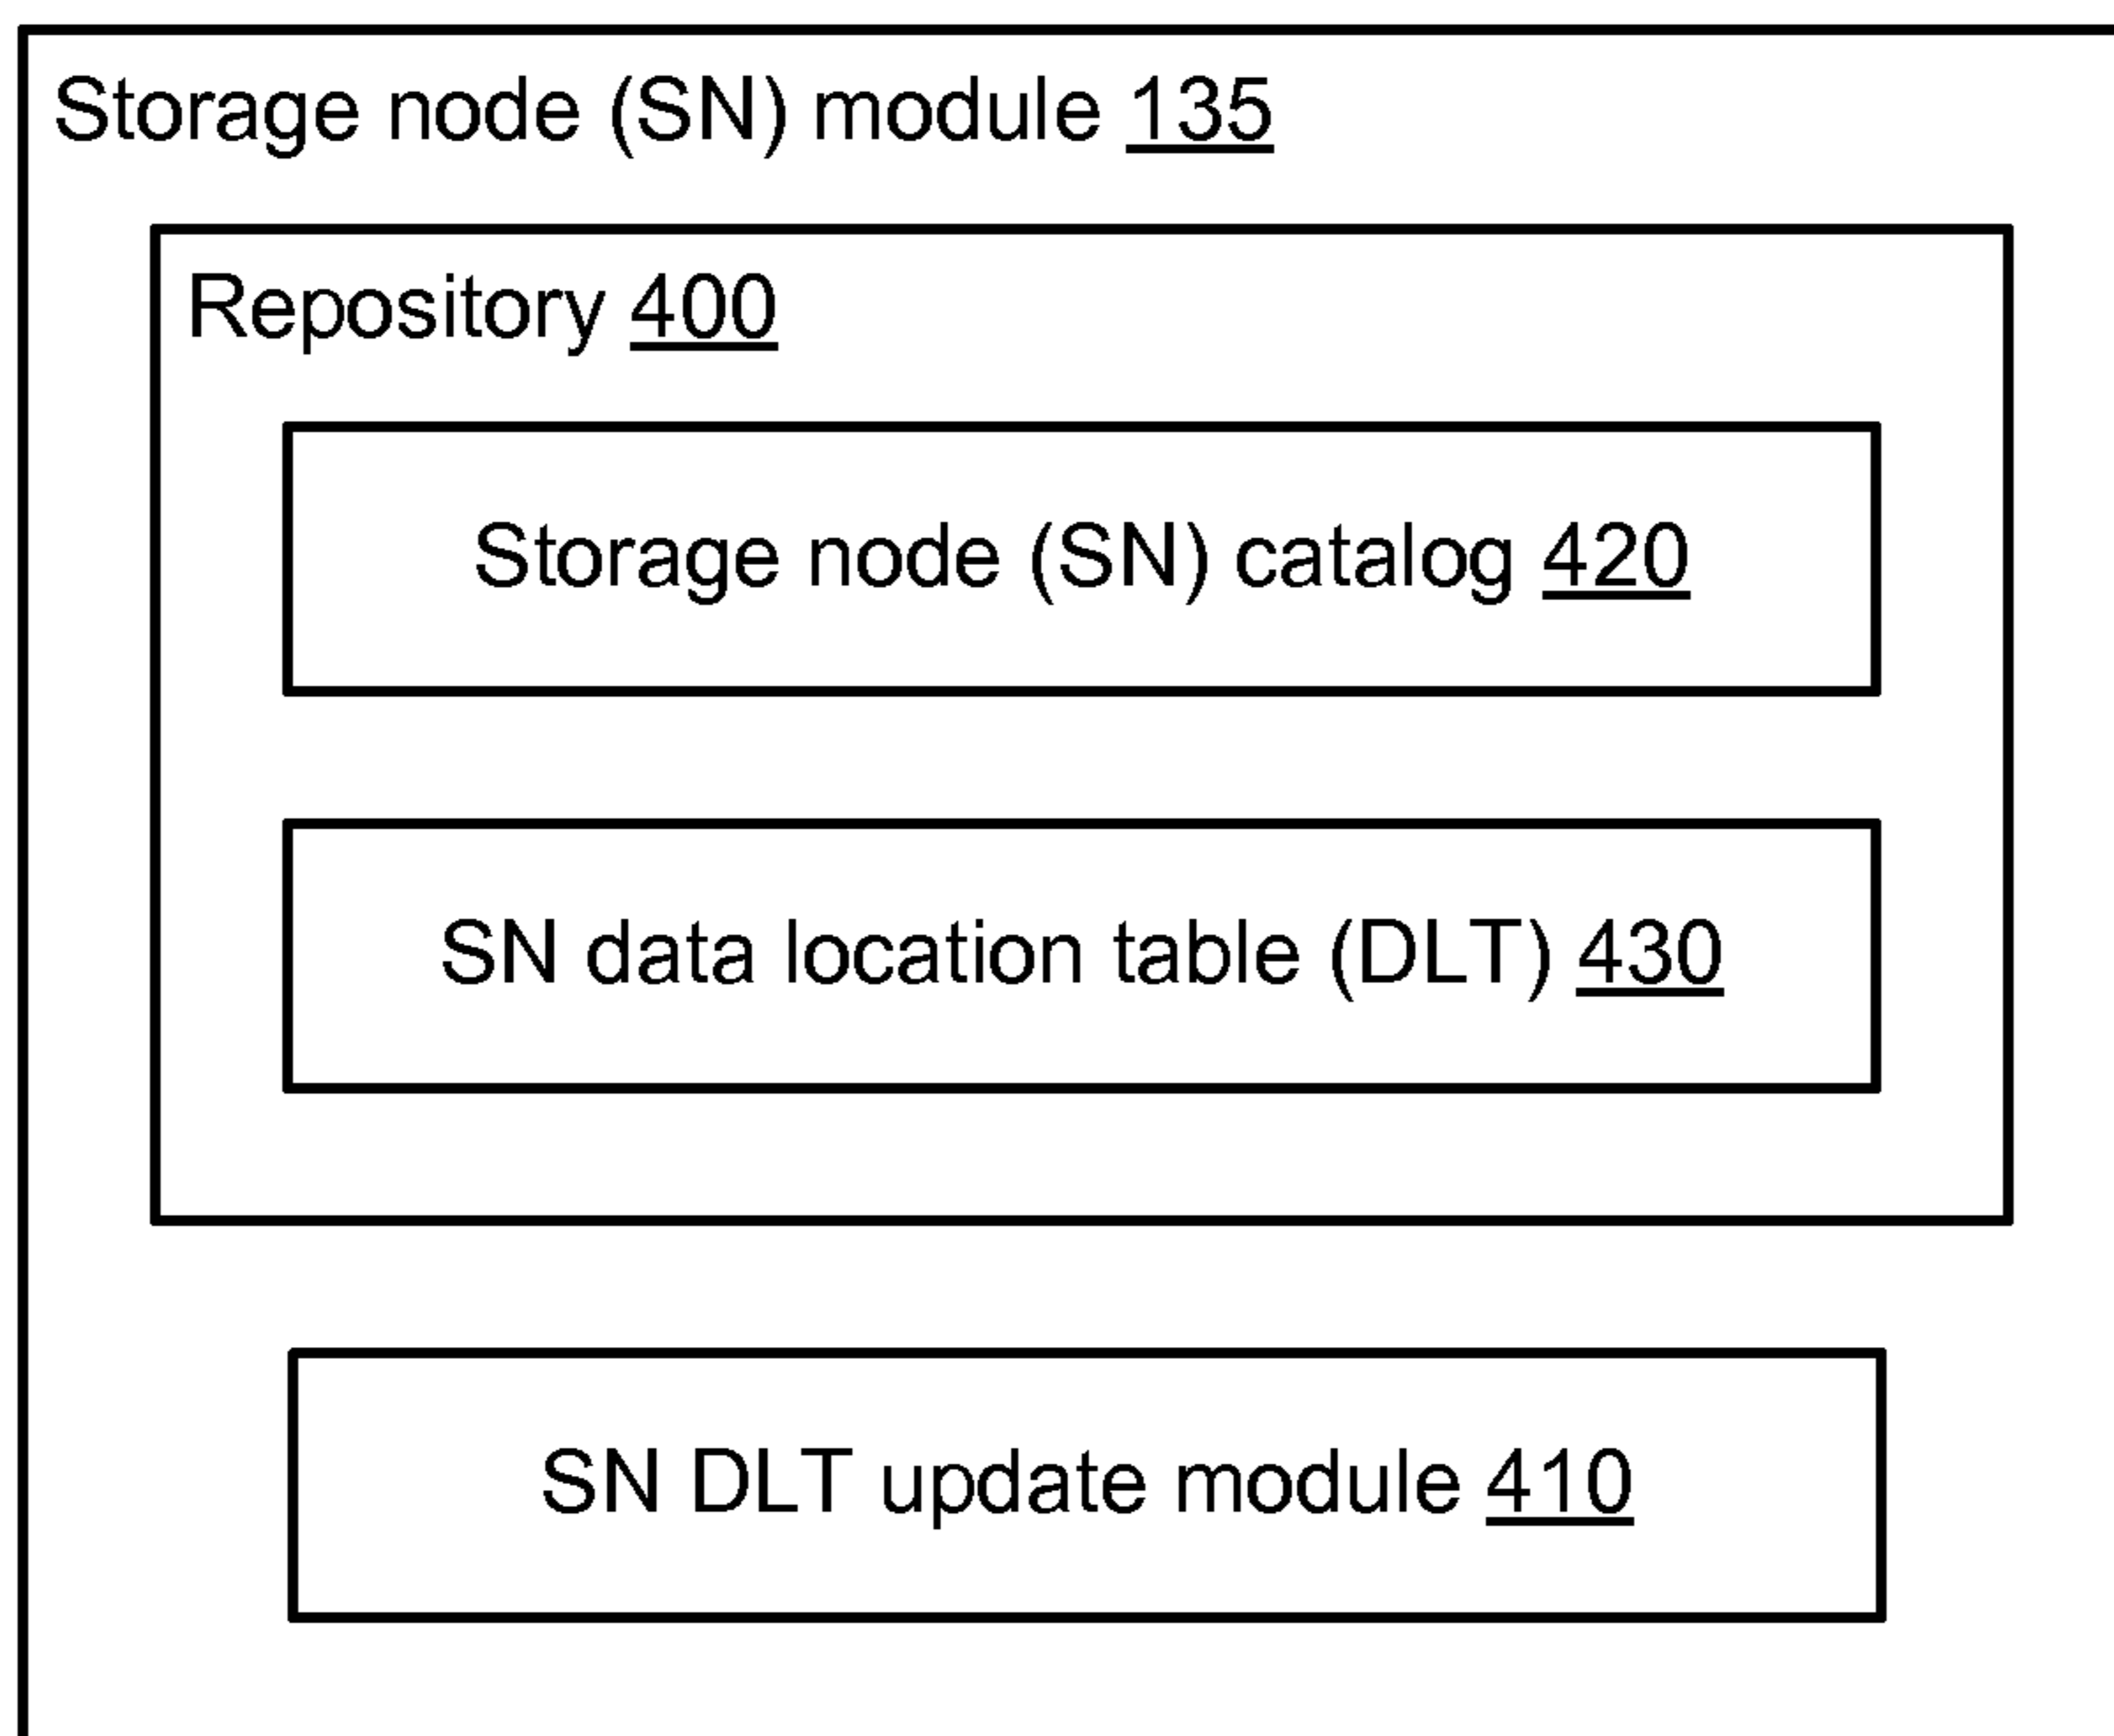 Storage node (SN) module 135
Repository 400
Storage node (SN) catalog 420
SN data location table (DLT) 430
SN DLT update module 410